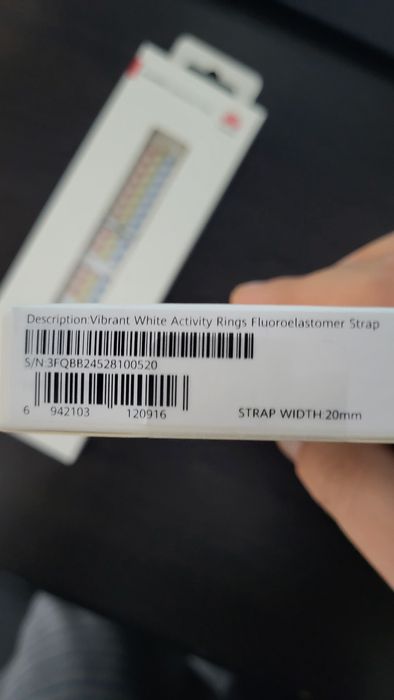 Description:Vibrant White Activity Rings Fluoroelastomer Strap
S/N:3FQBB24528100520
6 942103 120916
STRAP WIDTH:20mm